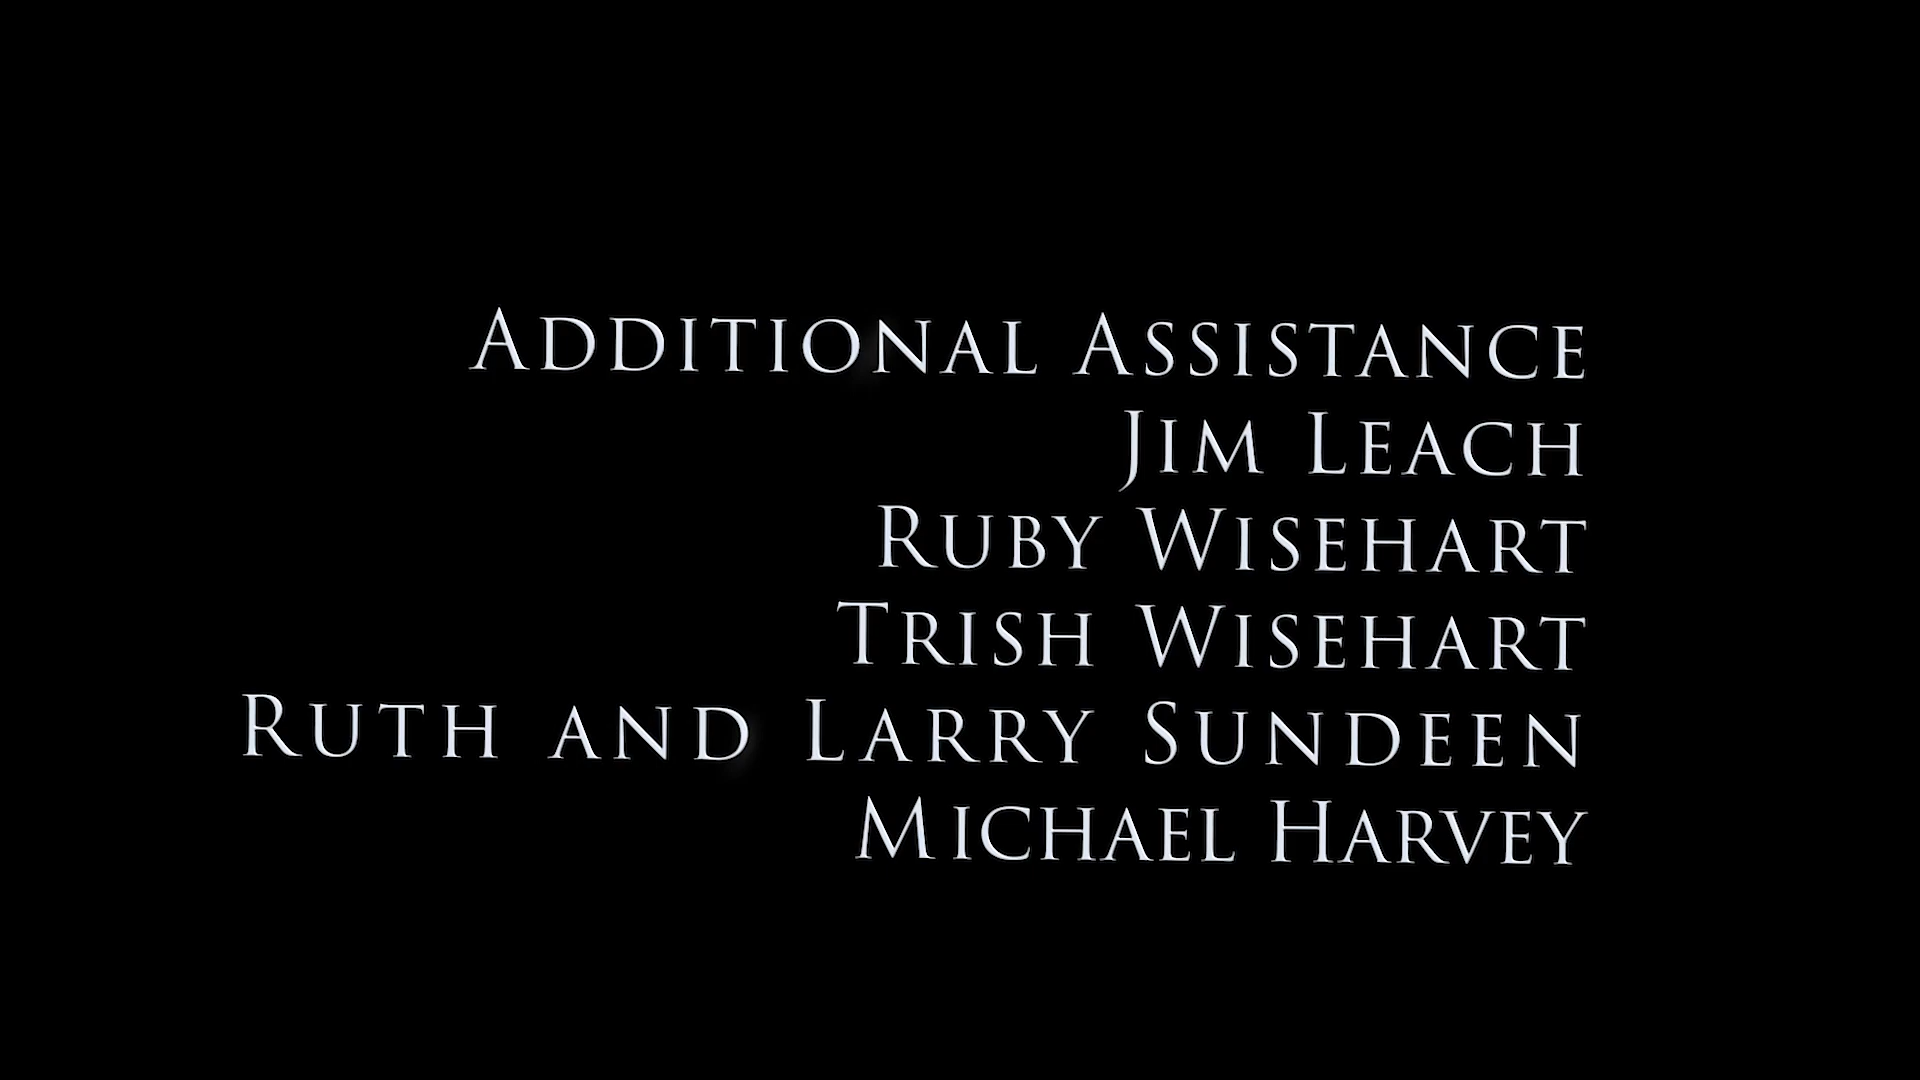 Additional Assistance
Jim Leach
Ruby Wisehart
Trish Wisehart
Ruth and Larry Sundeen
Michael Harvey